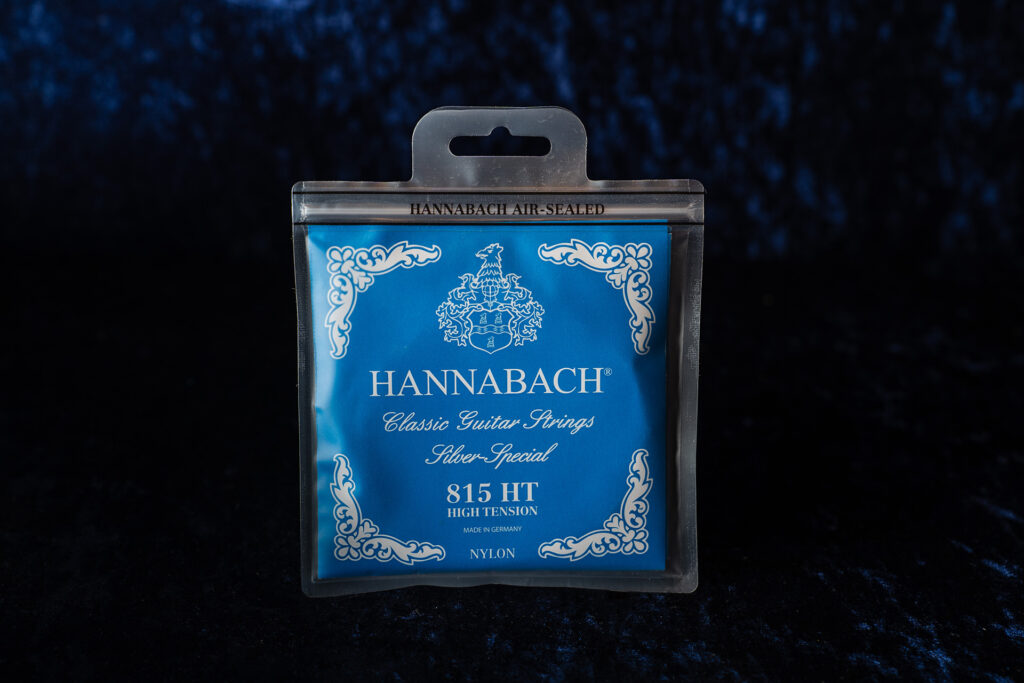 HANNABACH AIR-SEALED
HANNABACH®
Classic Guitar Strings
Silver-Special
815 HT
HIGH TENSION
MADE IN GERMANY
NYLON